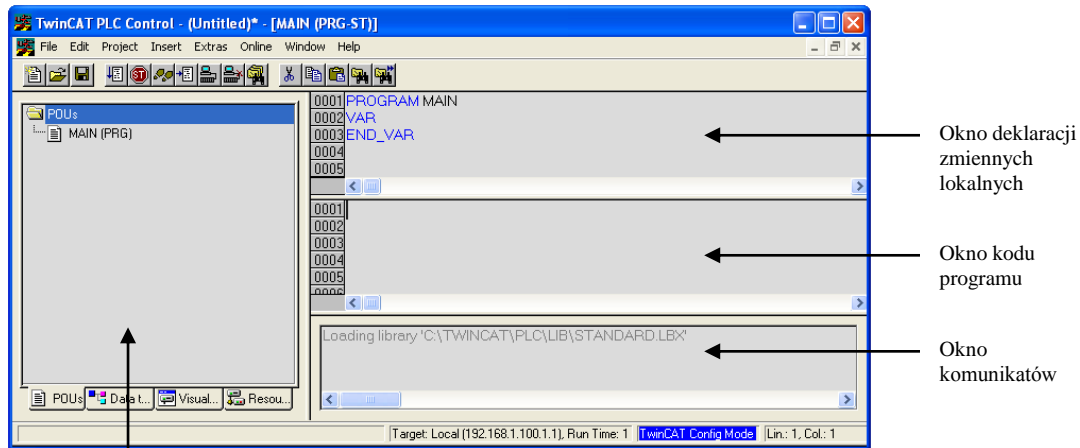 TwinCAT PLC Control - (Untitled)* - [MAIN (PRG-ST)]
File Edit Project Insert Extras Online Window Help
POUs
MAIN (PRG)
0001 PROGRAM MAIN
0002 VAR
0003 END_VAR
0004
0005
Okno deklaracji
zmiennych
lokalnych
0001
0002
0003
0004
0005
0006
Okno kodu
programu
Loading library 'C:\TWINCAT\PLC\LIB\STANDARD.LBX'
Okno
komunikatów
POUs Data t... Visual... Resou...
Target: Local (192.168.1.100.1.1), Run Time: 1 TwinCAT Config Mode Lin.: 1, Col.: 1